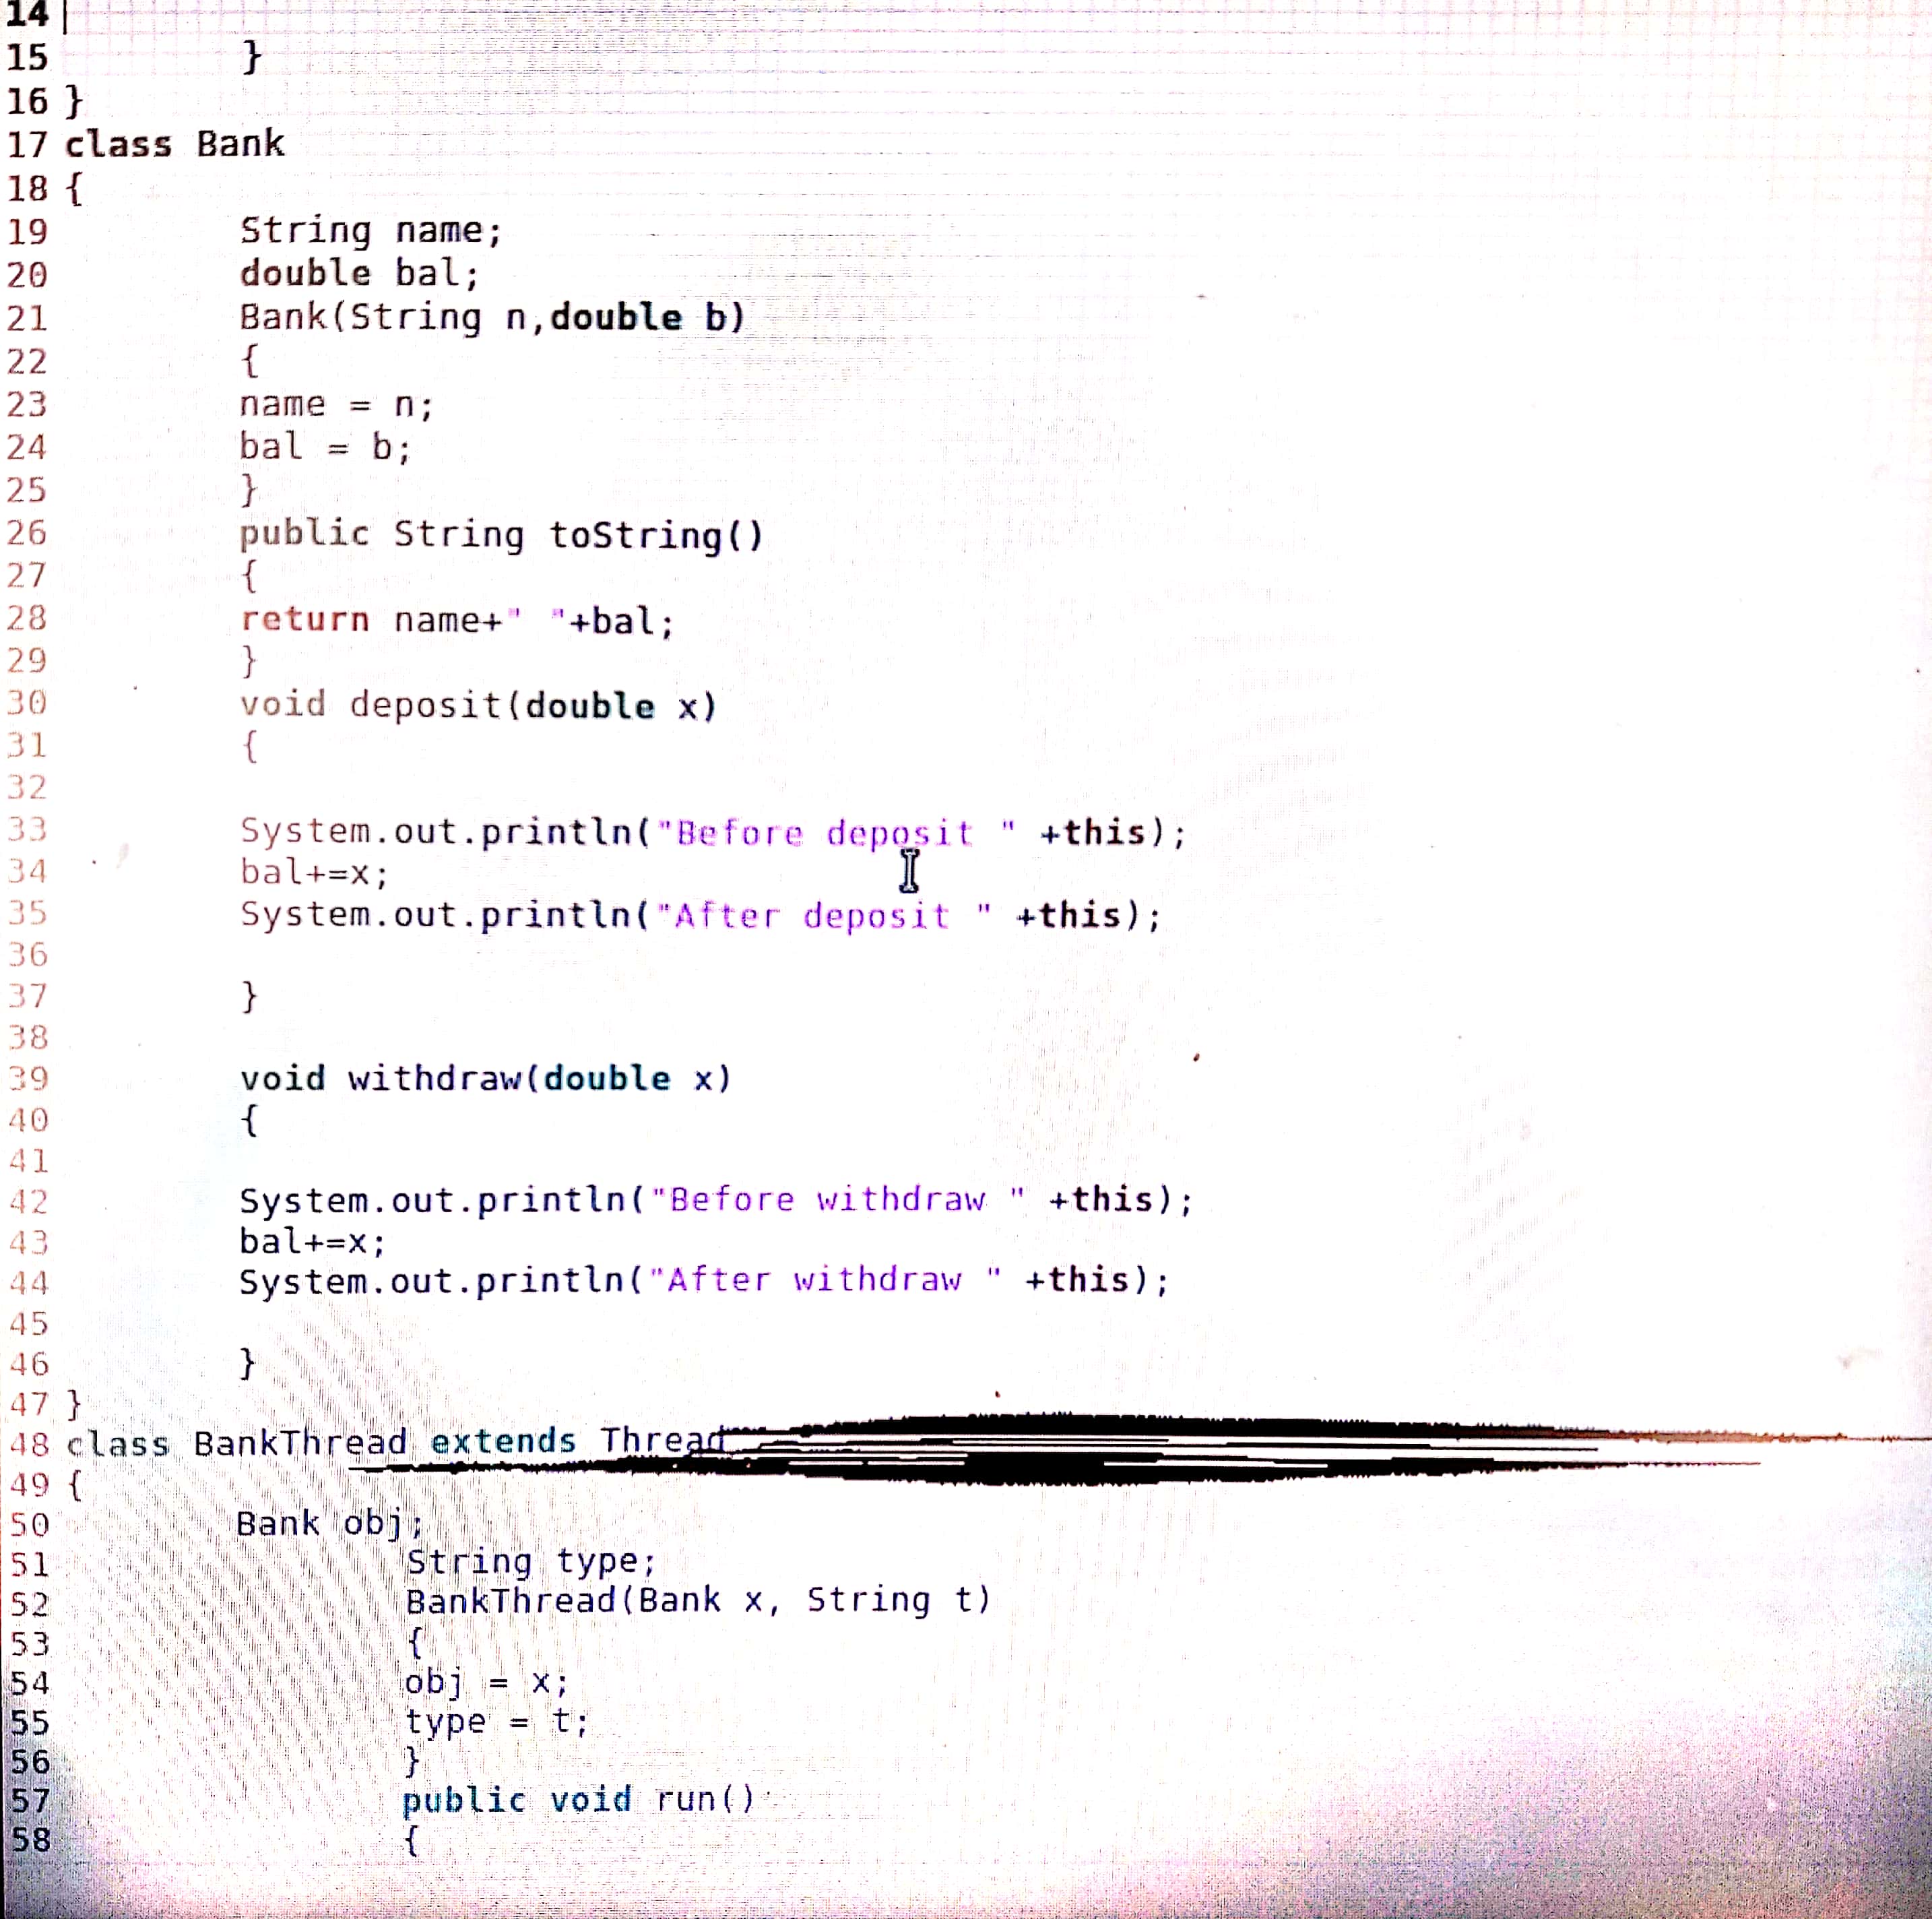 14
15 }
16 }
17 class Bank
18 {
19 String name;
20 double bal;
21 Bank(String n,double b)
22 {
23 name = n;
24 bal = b;
25 }
26 public String toString()
27 {
28 return name+" "+bal;
29 }
30 void deposit(double x)
31 {
32
33 System.out.println("Before deposit " +this);
34 bal+=x;
35 System.out.println("After deposit " +this);
36
37 }
38
39 void withdraw(double x)
40 {
41
42 System.out.println("Before withdraw " +this);
43 bal+=x;
44 System.out.println("After withdraw " +this);
45
46 }
47 }
48 class BankThread extends Thread
49 {
50 Bank obj;
51 String type;
52 BankThread(Bank x, String t)
53 {
54 obj = x;
55 type = t;
56 }
57 public void run()
58 {